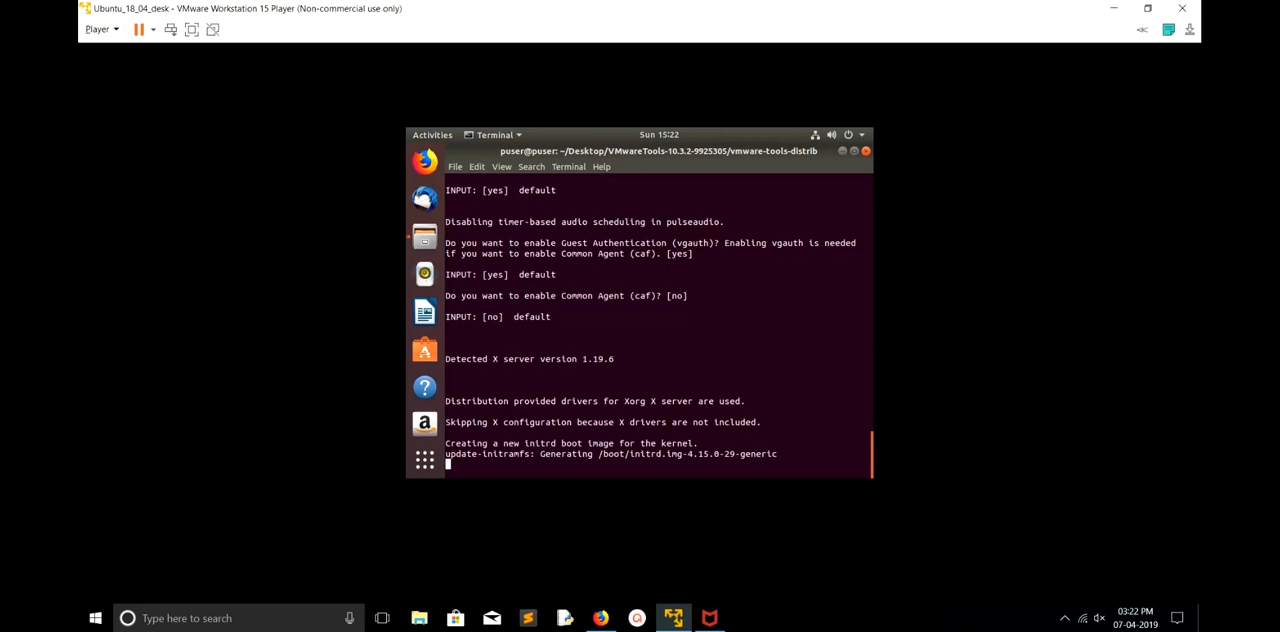 Ubuntu_18_04_desk - VMware Workstation 15 Player (Non-commercial use only)
Player
Activities Terminal Sun 15:22
puser@puser: ~/Desktop/VMwareTools-10.3.2-9925305/vmware-tools-distrib
File Edit View Search Terminal Help
INPUT: [yes]  default
Disabling timer-based audio scheduling in pulseaudio.
Do you want to enable Guest Authentication (vgauth)? Enabling vgauth is needed
if you want to enable Common Agent (caf). [yes]
INPUT: [yes]  default
Do you want to enable Common Agent (caf)? [no]
INPUT: [no]  default
Detected X server version 1.19.6
Distribution provided drivers for Xorg X server are used.
Skipping X configuration because X drivers are not included.
Creating a new initrd boot image for the kernel.
update-initramfs: Generating /boot/initrd.img-4.15.0-29-generic
Type here to search
03:22 PM
07-04-2019